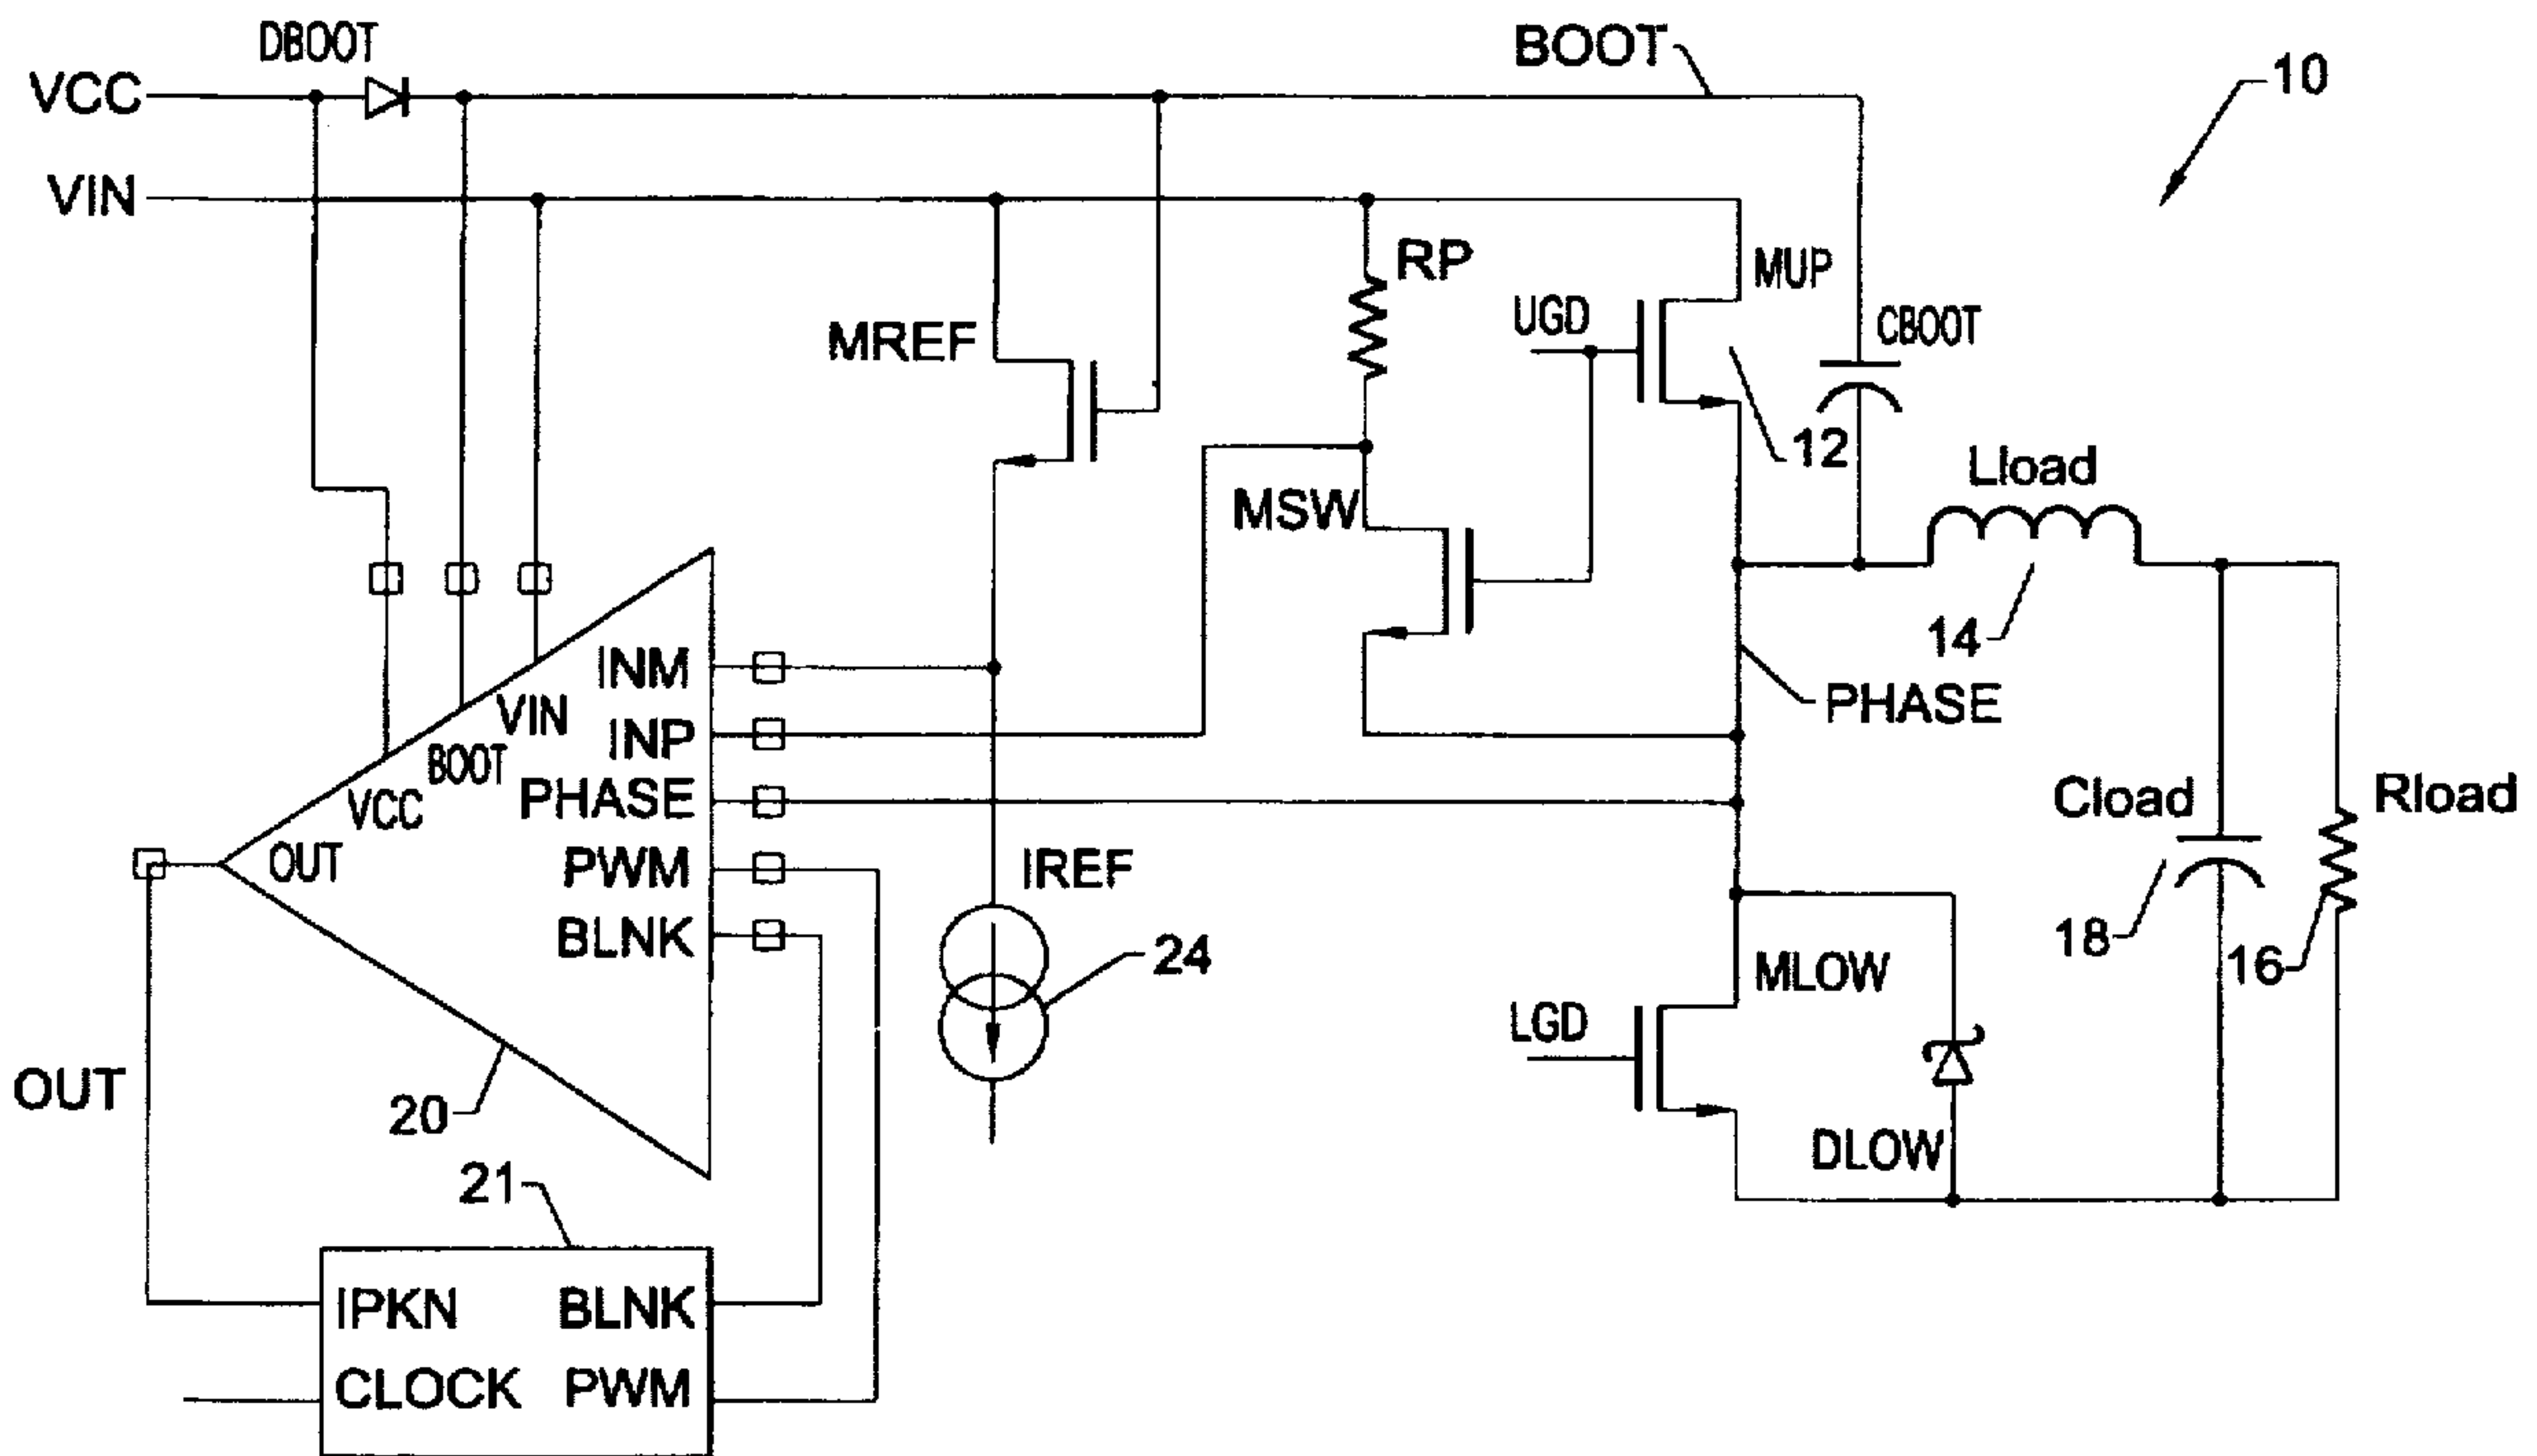 DBOOT
BOOT
VCC
10
VIN
RP
MUP
UGD
CBOOT
MREF
12
Lload
MSW
14
INM
VIN
PHASE
INP
BOOT
PHASE
VCC
Cload
Rload
OUT
PWM
IREF
BLNK
18
24
16
MLOW
LGD
OUT
20
DLOW
21
IPKN
BLNK
CLOCK
PWM